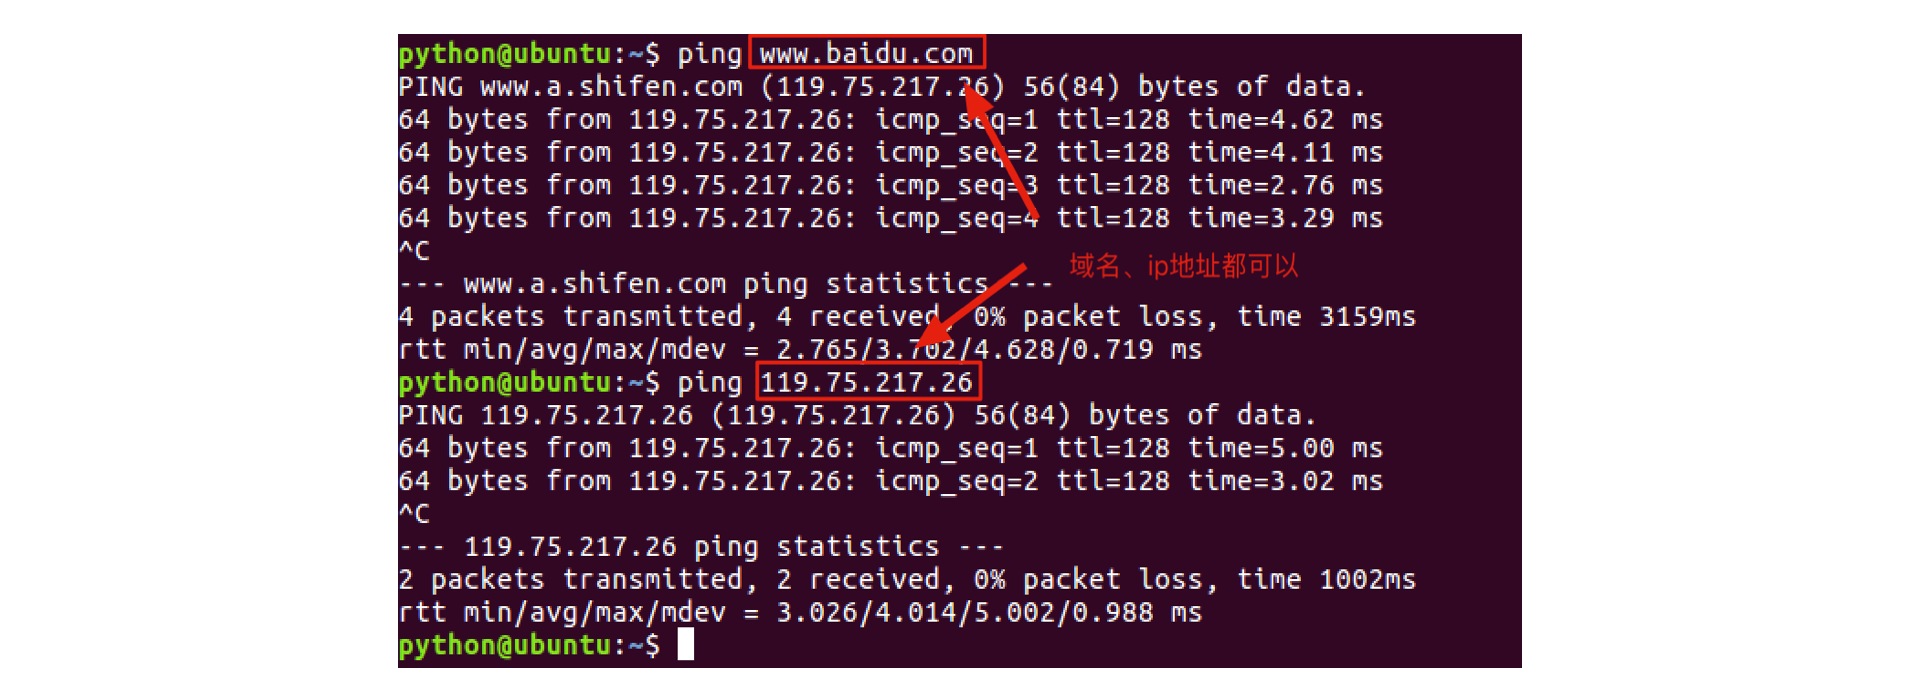 python@ubuntu:~$ ping www.baidu.com
PING www.a.shifen.com (119.75.217.26) 56(84) bytes of data.
64 bytes from 119.75.217.26: icmp_seq=1 ttl=128 time=4.62 ms
64 bytes from 119.75.217.26: icmp_seq=2 ttl=128 time=4.11 ms
64 bytes from 119.75.217.26: icmp_seq=3 ttl=128 time=2.76 ms
64 bytes from 119.75.217.26: icmp_seq=4 ttl=128 time=3.29 ms
^C
域名、ip地址都可以
--- www.a.shifen.com ping statistics ---
4 packets transmitted, 4 received, 0% packet loss, time 3159ms
rtt min/avg/max/mdev = 2.765/3.702/4.628/0.719 ms
python@ubuntu:~$ ping 119.75.217.26
PING 119.75.217.26 (119.75.217.26) 56(84) bytes of data.
64 bytes from 119.75.217.26: icmp_seq=1 ttl=128 time=5.00 ms
64 bytes from 119.75.217.26: icmp_seq=2 ttl=128 time=3.02 ms
^C
--- 119.75.217.26 ping statistics ---
2 packets transmitted, 2 received, 0% packet loss, time 1002ms
rtt min/avg/max/mdev = 3.026/4.014/5.002/0.988 ms
python@ubuntu:~$